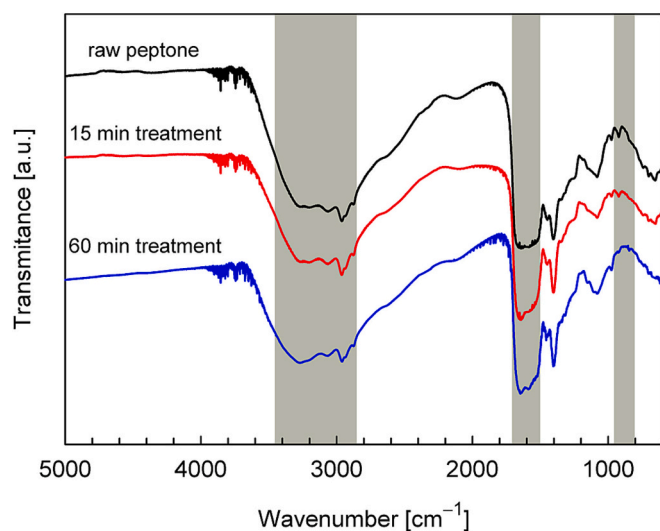 raw peptone
15 min treatment
60 min treatment
Transmitance [a.u.]
5000 4000 3000 2000 1000
Wavenumber [cm⁻¹]